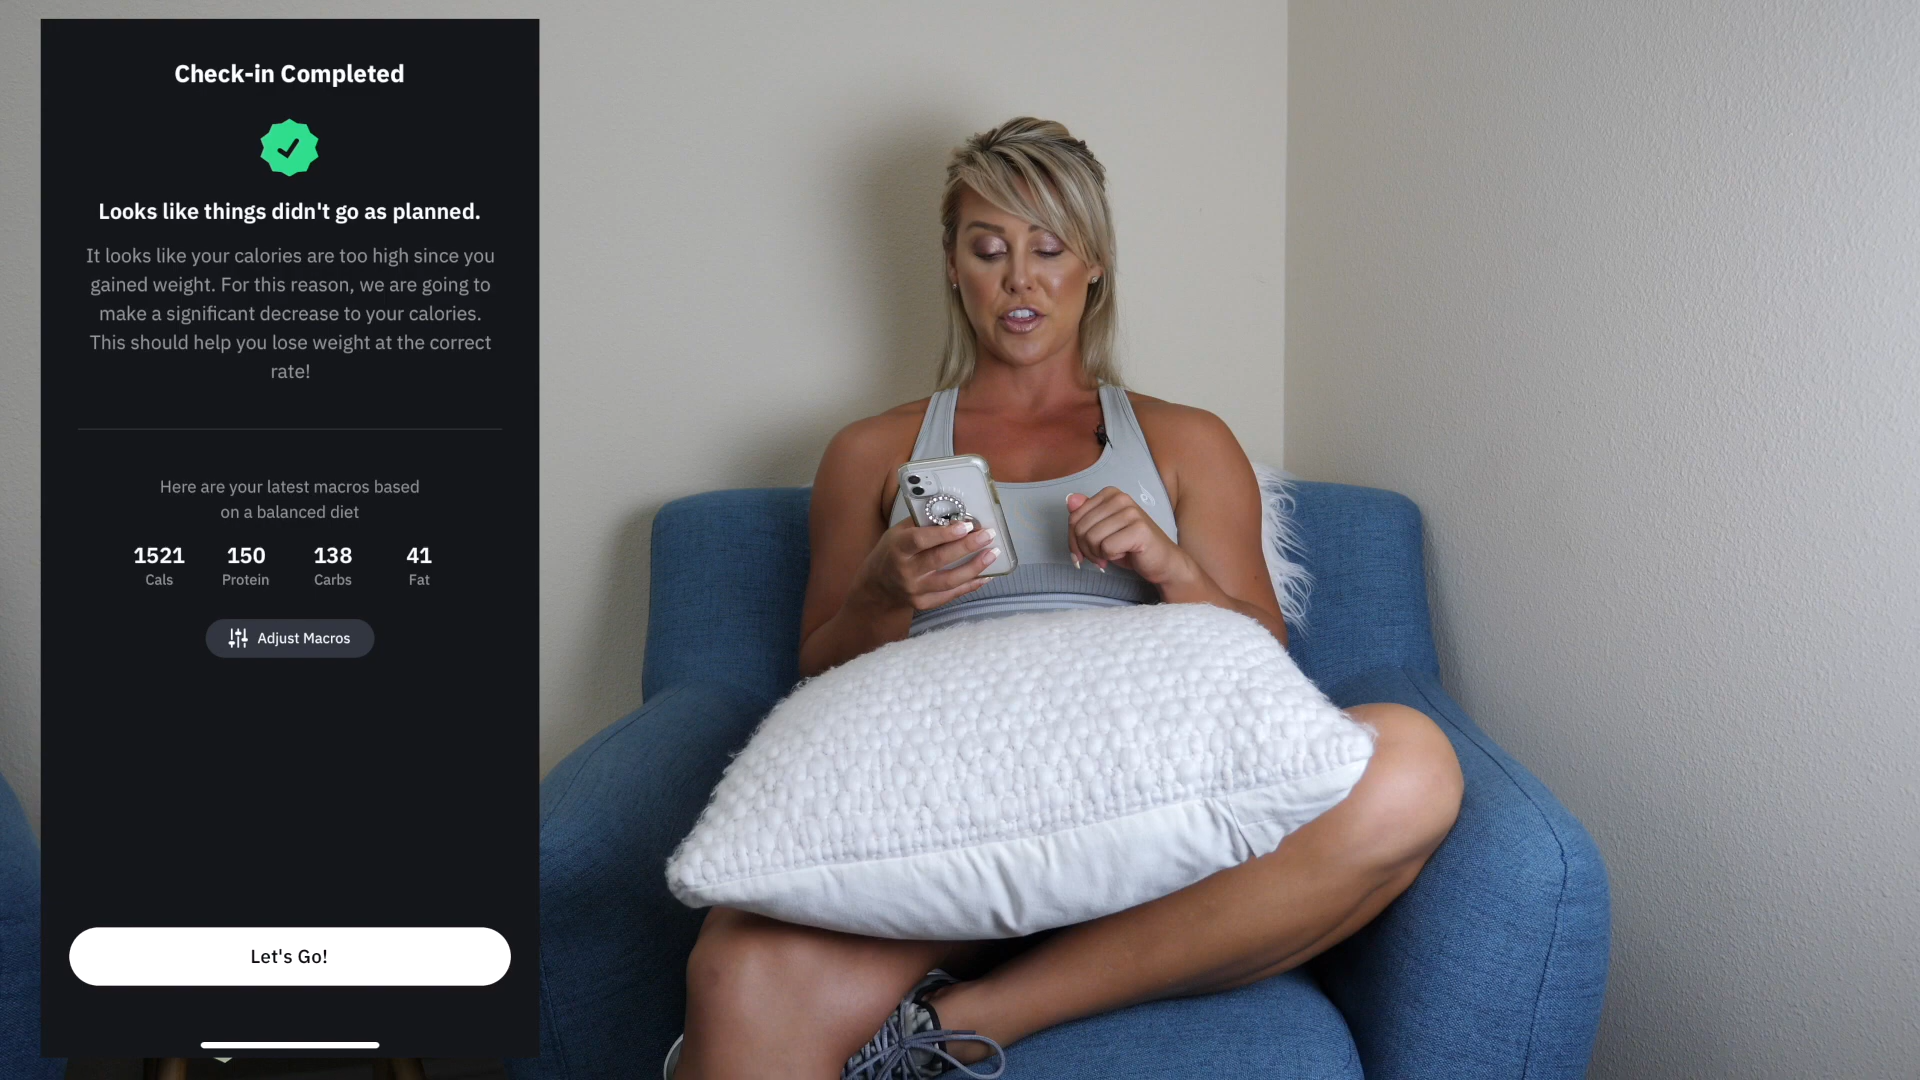 Check-in Completed
Looks like things didn't go as planned.
It looks like your calories are too high since you
gained weight. For this reason, we are going to
make a significant decrease to your calories.
This should help you lose weight at the correct
rate!
Here are your latest macros based
on a balanced diet
1521 150 138 41
Cals Protein Carbs Fat
Adjust Macros
Let's Go!